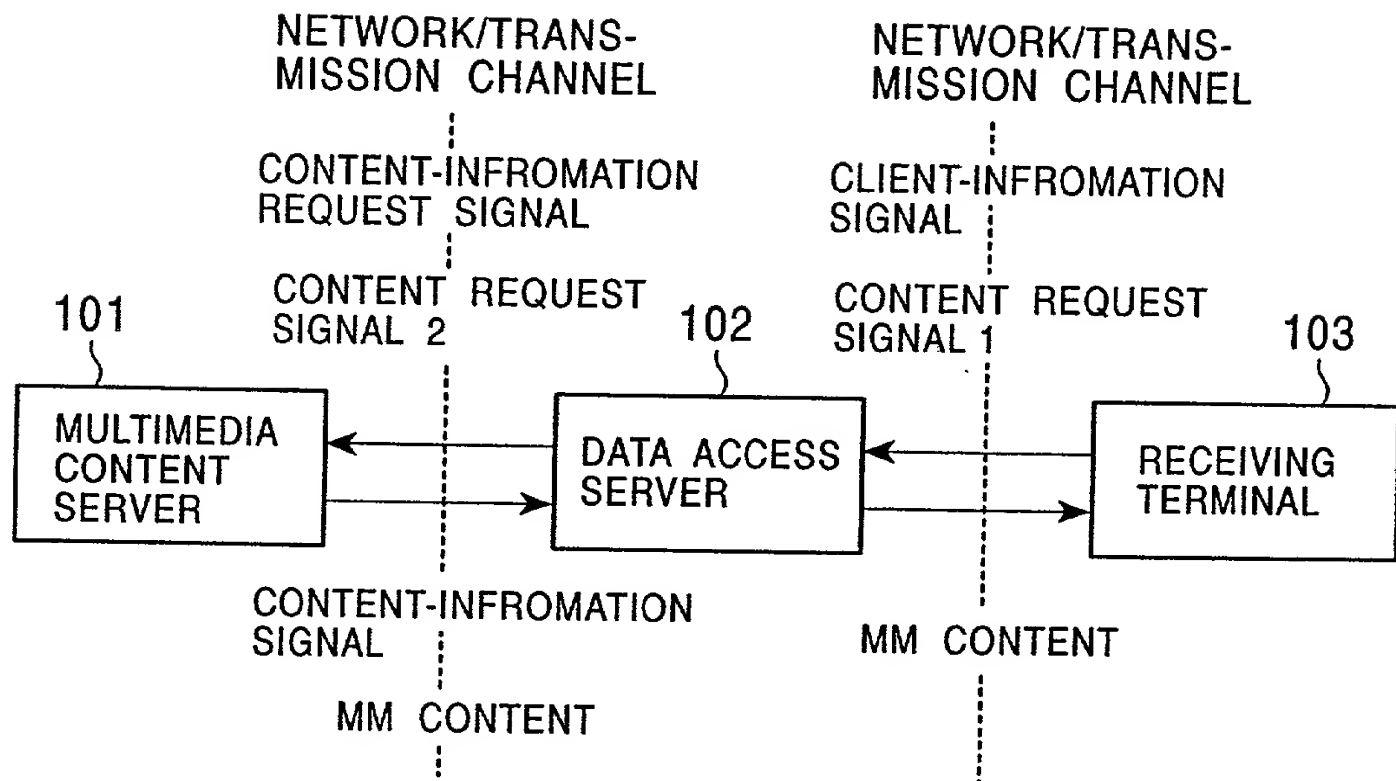 NETWORK/TRANS-
MISSION CHANNEL
NETWORK/TRANS-
MISSION CHANNEL
CONTENT-INFROMATION
REQUEST SIGNAL
CLIENT-INFROMATION
SIGNAL
CONTENT REQUEST
SIGNAL 2
CONTENT REQUEST
SIGNAL 1
101
102
103
MULTIMEDIA
CONTENT
SERVER
DATA ACCESS
SERVER
RECEIVING
TERMINAL
CONTENT-INFROMATION
SIGNAL
MM CONTENT
MM CONTENT